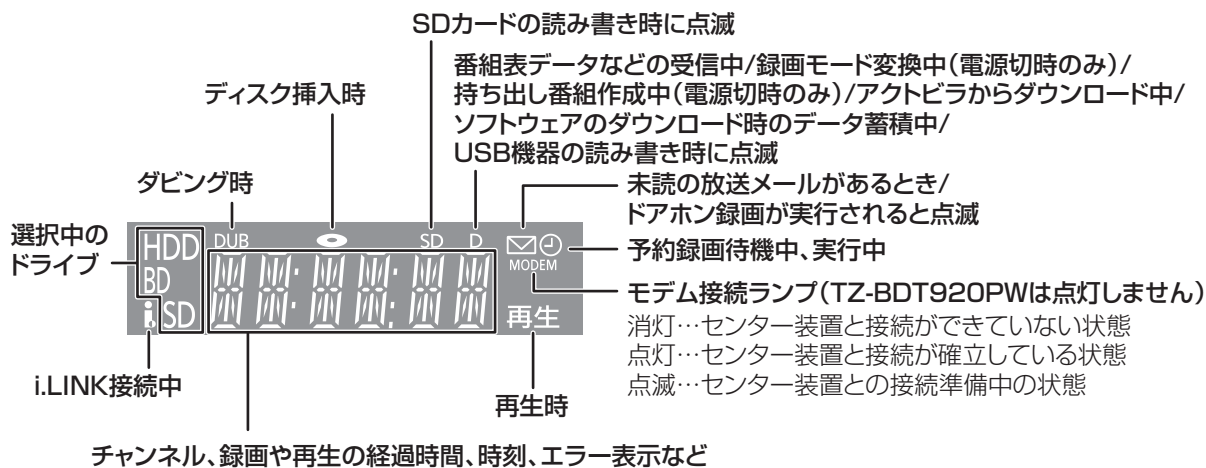 SDカードの読み書き時に点滅
番組表データなどの受信中/録画モード変換中(電源切時のみ)/
持ち出し番組作成中(電源切時のみ)/アクトビラからダウンロード中/
ソフトウェアのダウンロード時のデータ蓄積中/
USB機器の読み書き時に点滅
ディスク挿入時
ダビング時
未読の放送メールがあるとき/
ドアホン録画が実行されると点滅
選択中の
ドライブ
HDD
DUB
SD
D
予約録画待機中、実行中
BD
MODEM
モデム接続ランプ(TZ-BDT920PWは点灯しません)
i
SD
再生
消灯…センター装置と接続ができていない状態
点灯…センター装置と接続が確立している状態
点滅…センター装置との接続準備中の状態
i.LINK接続中
再生時
チャンネル、録画や再生の経過時間、時刻、エラー表示など